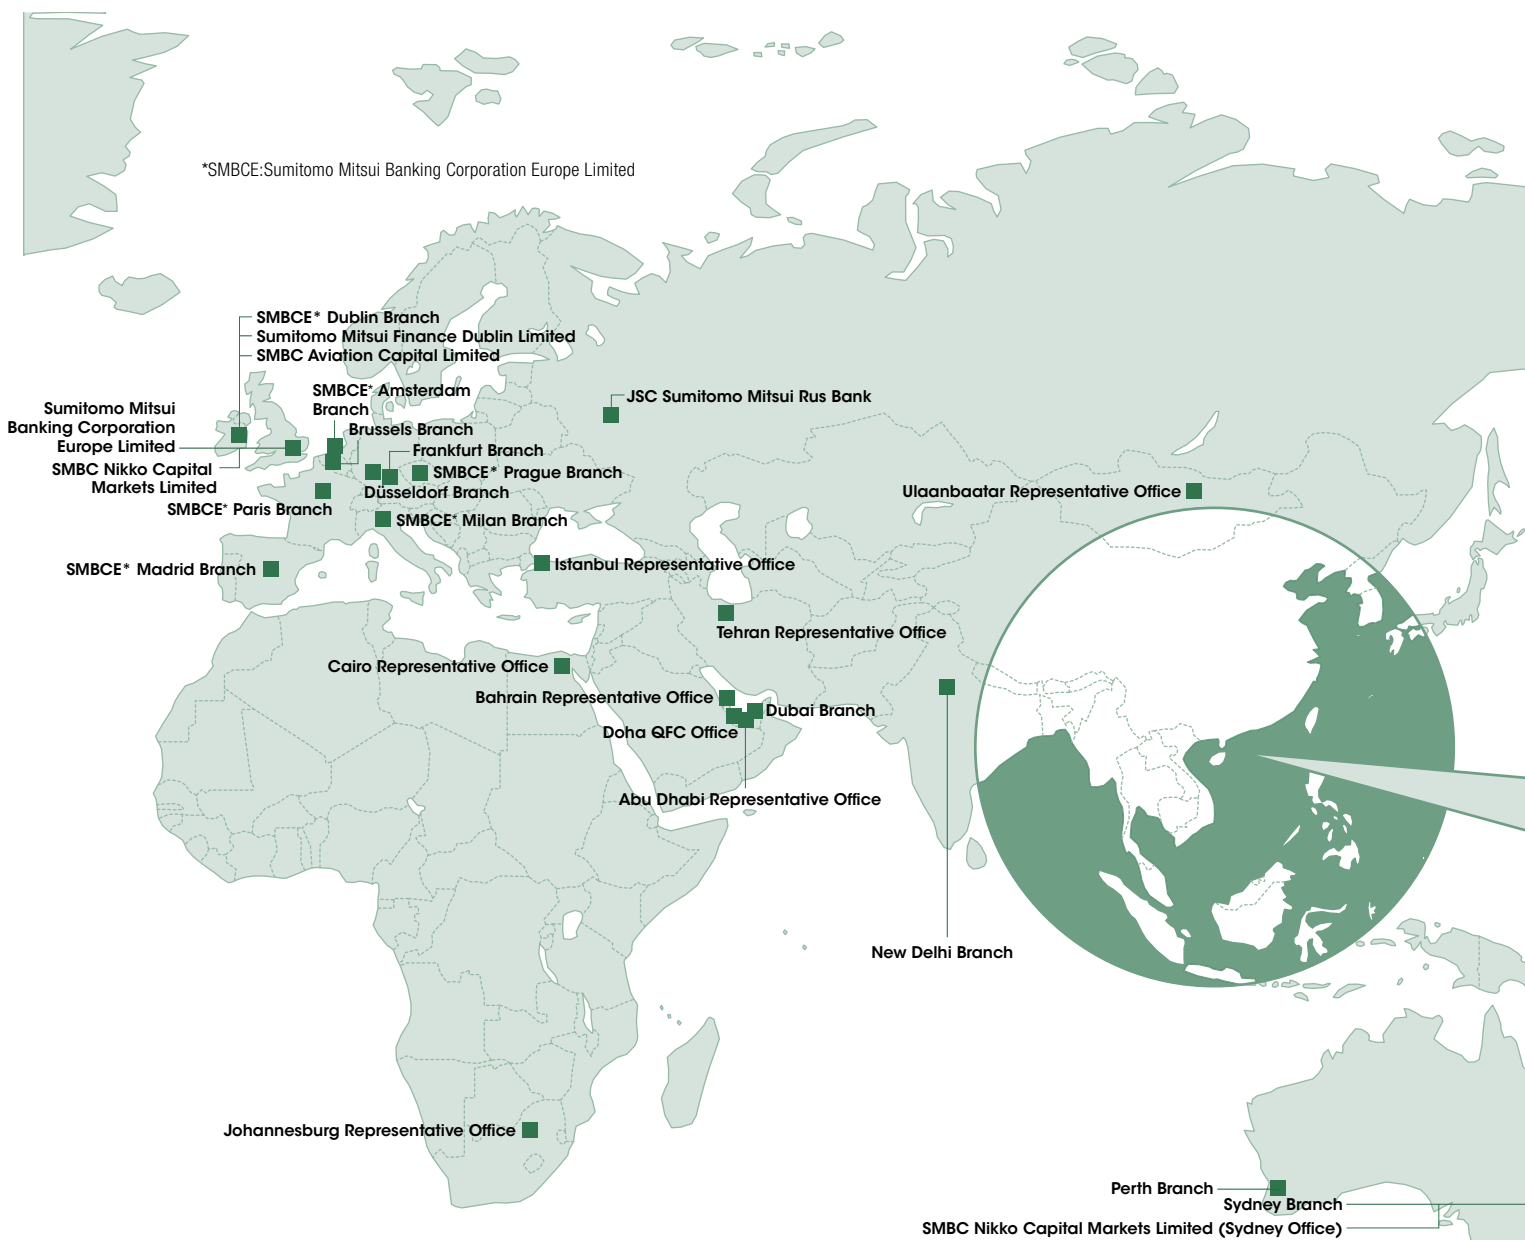 *SMBCE:Sumitomo Mitsui Banking Corporation Europe Limited
SMBCE* Dublin Branch
Sumitomo Mitsui Finance Dublin Limited
SMBC Aviation Capital Limited
SMBCE* Amsterdam
Branch
Sumitomo Mitsui
Banking Corporation
Europe Limited
Brussels Branch
Frankfurt Branch
SMBC Nikko Capital
Markets Limited
SMBCE* Prague Branch
Düsseldorf Branch
SMBCE* Paris Branch
SMBCE* Milan Branch
SMBCE* Madrid Branch
JSC Sumitomo Mitsui Rus Bank
Ulaanbaatar Representative Office
Istanbul Representative Office
Tehran Representative Office
Cairo Representative Office
Bahrain Representative Office
Dubai Branch
Doha QFC Office
Abu Dhabi Representative Office
New Delhi Branch
Johannesburg Representative Office
Perth Branch
Sydney Branch
SMBC Nikko Capital Markets Limited (Sydney Office)